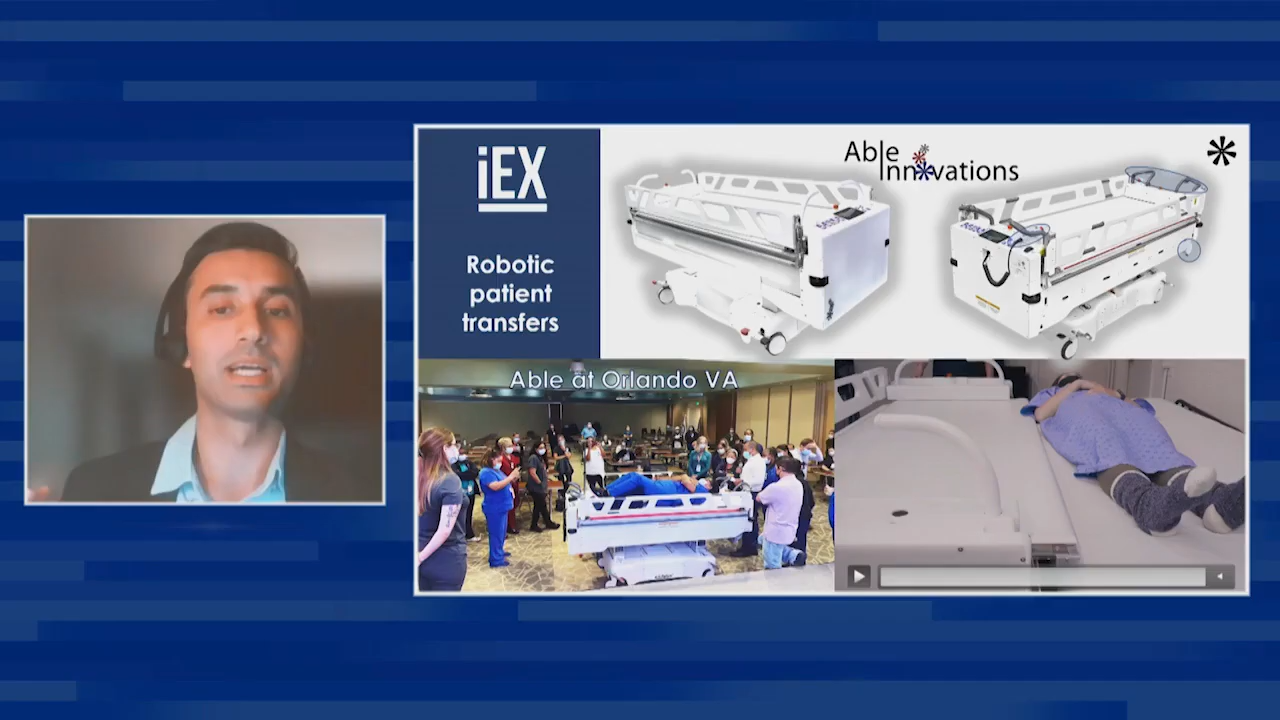 iEX
Robotic
patient
transfers
Able
Innovations
Able at Orlando VA